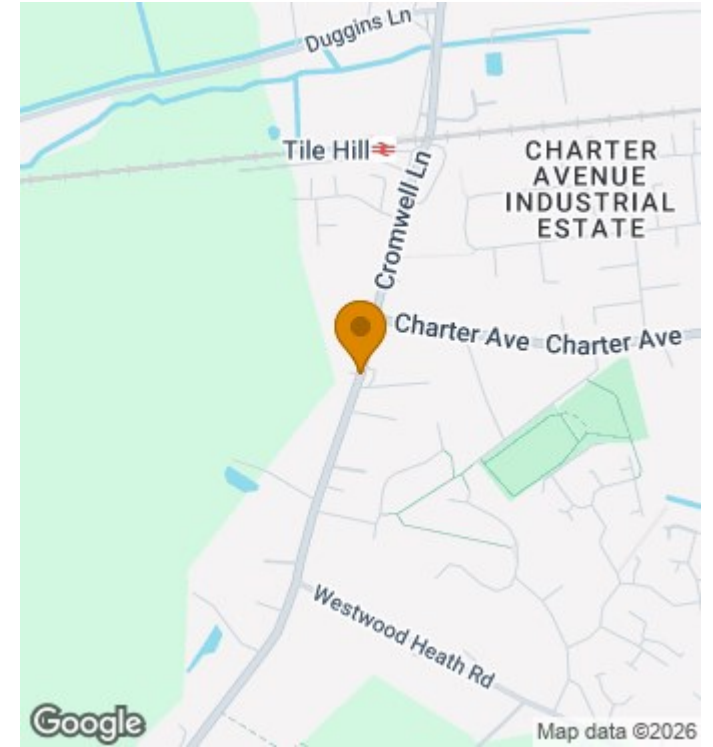 Duggins Ln
Tile Hill
CHARTER
AVENUE
INDUSTRIAL
ESTATE
Cromwell Ln
Charter Ave
Charter Ave
Westwood Heath Rd
Google
Map data ©2026